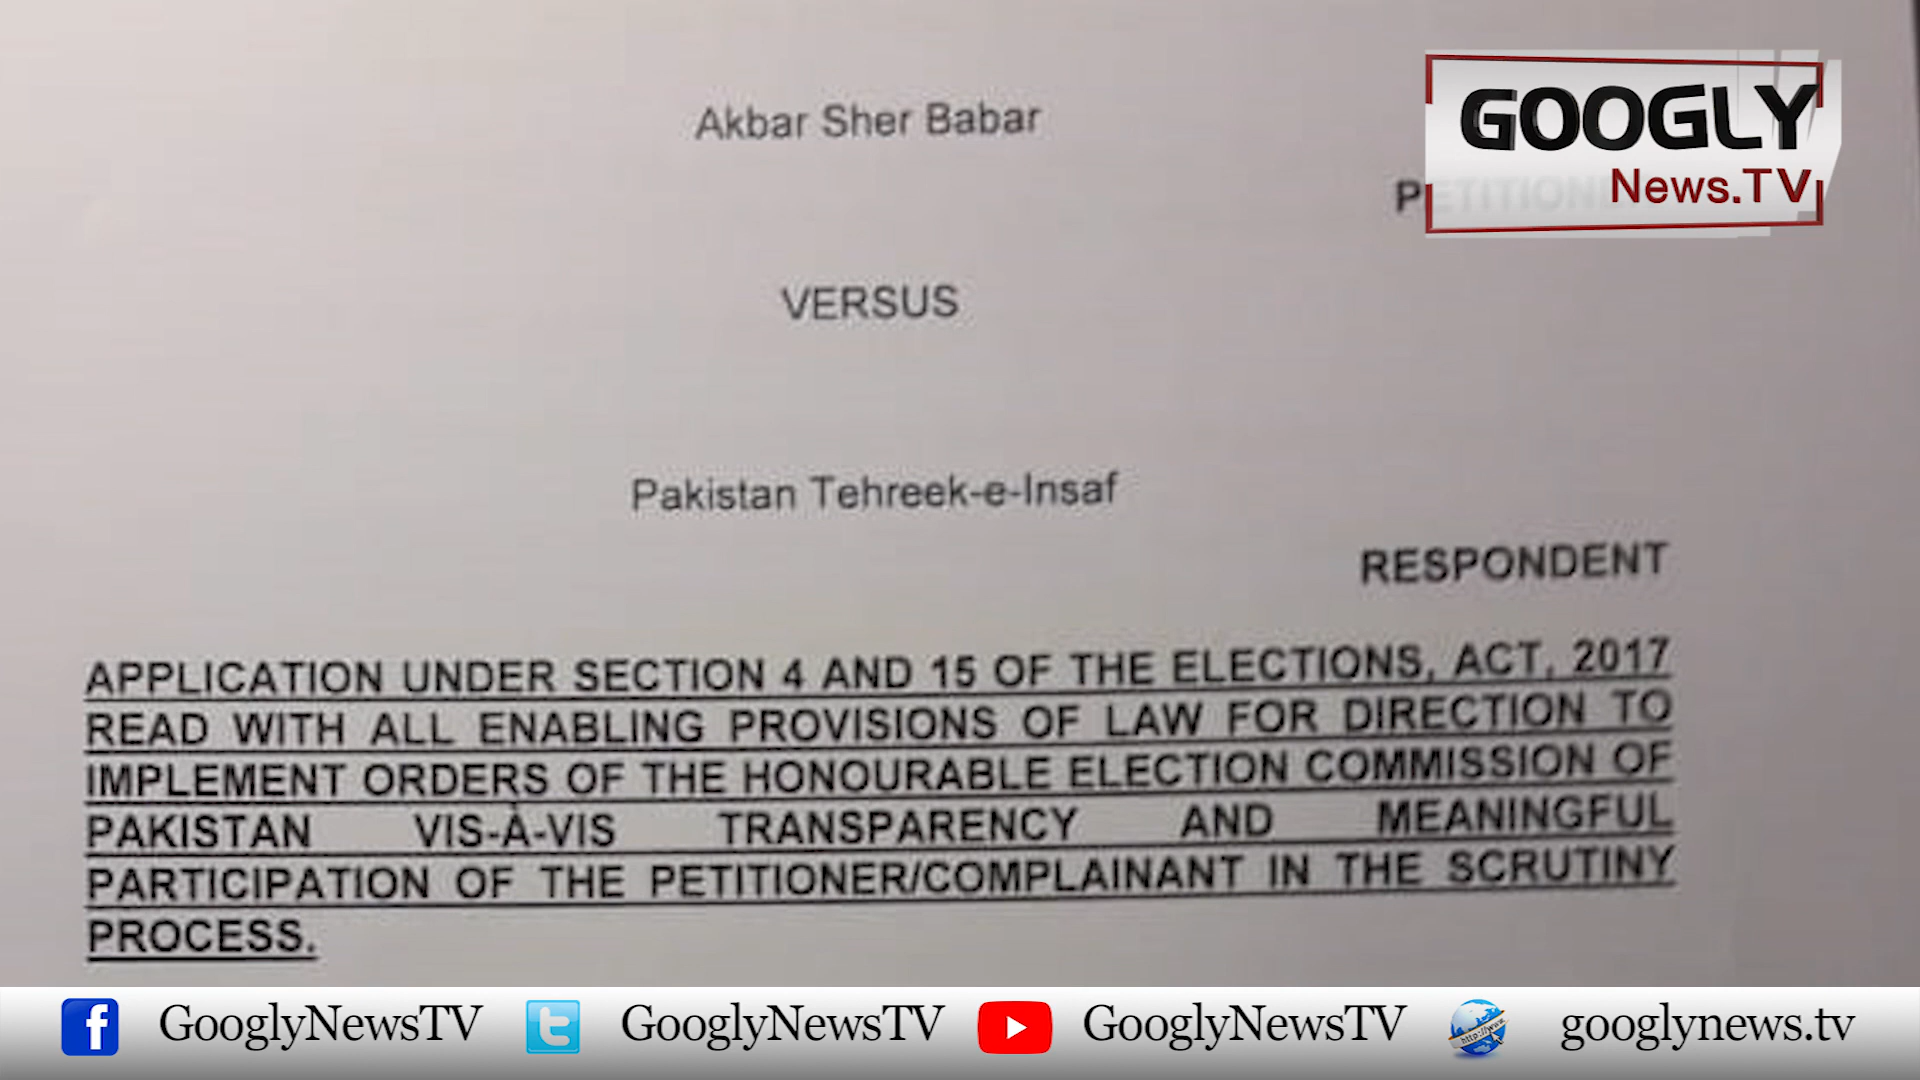 Akbar Sher Babar
GOOGLY
News.TV
PETITIONE
VERSUS
Pakistan Tehreek-e-Insaf
RESPONDENT
APPLICATION UNDER SECTION 4 AND 15 OF THE ELECTIONS, ACT, 2017
READ WITH ALL ENABLING PROVISIONS OF LAW FOR DIRECTION TO
IMPLEMENT ORDERS OF THE HONOURABLE ELECTION COMMISSION OF
PAKISTAN VIS-À-VIS TRANSPARENCY AND MEANINGFUL
PARTICIPATION OF THE PETITIONER/COMPLAINANT IN THE SCRUTINY
PROCESS.
GooglyNewsTV GooglyNewsTV GooglyNewsTV googlynews.tv